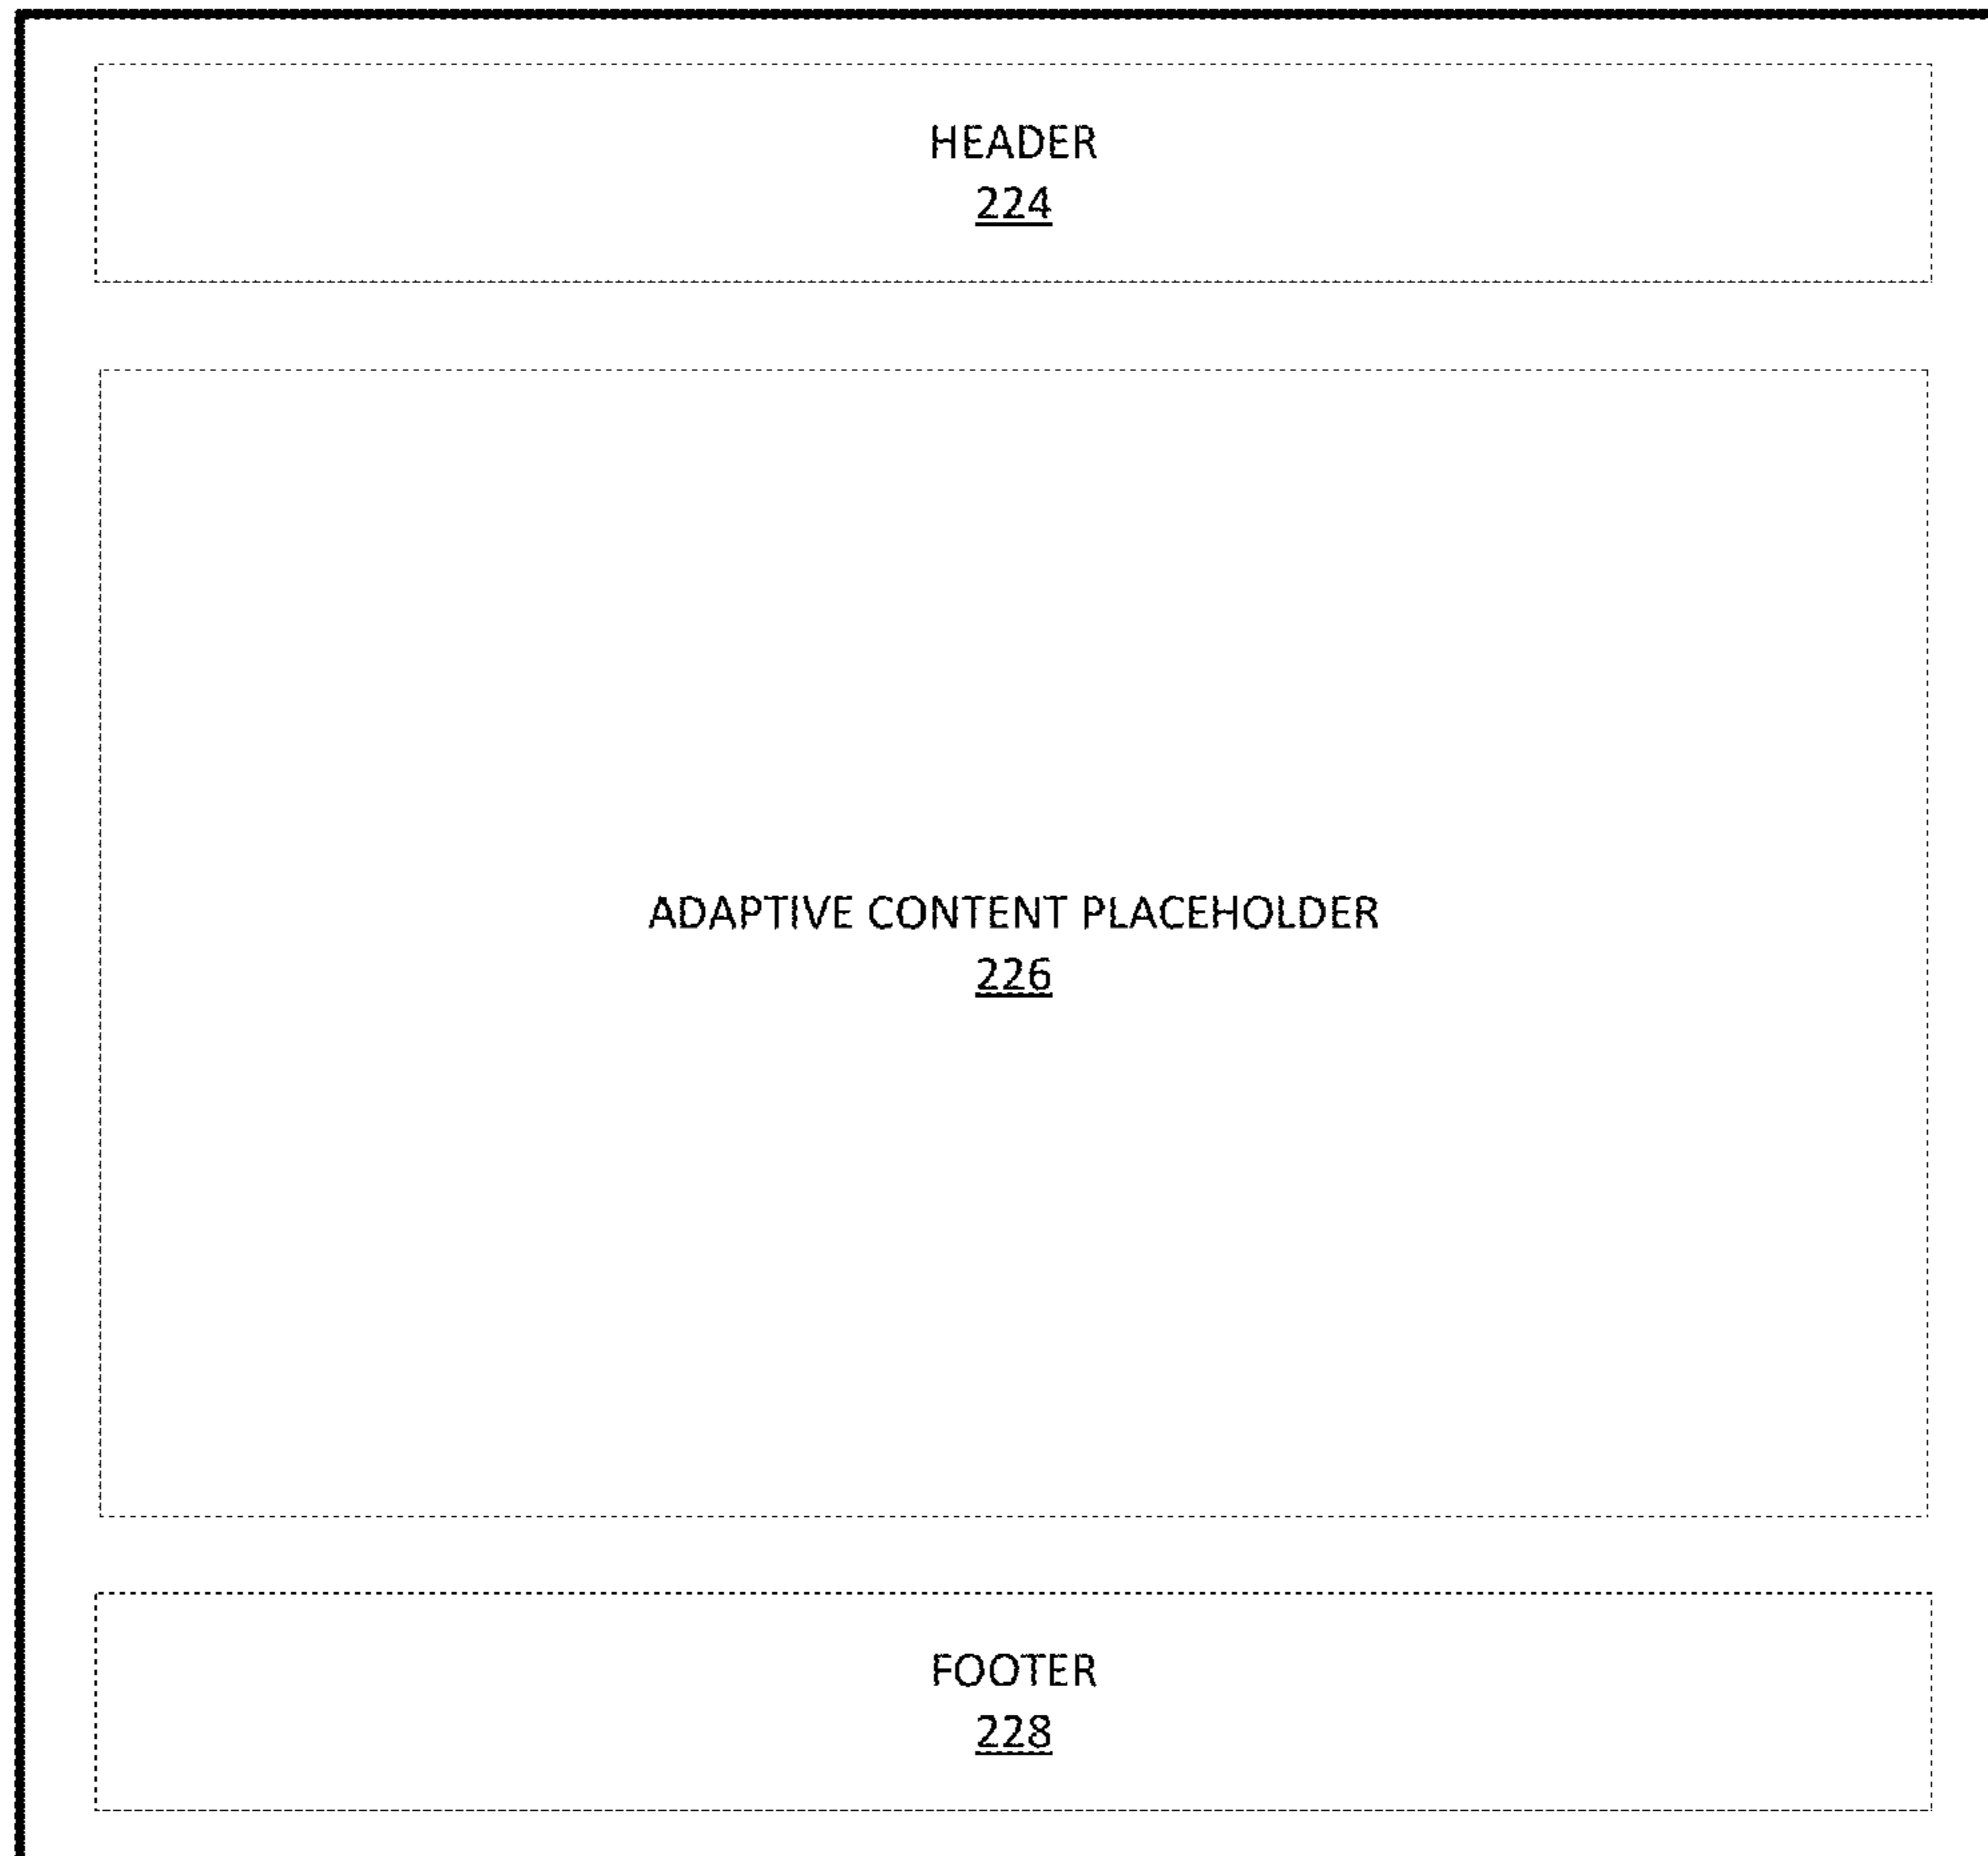 HEADER
224
ADAPTIVE CONTENT PLACEHOLDER
226
FOOTER
228